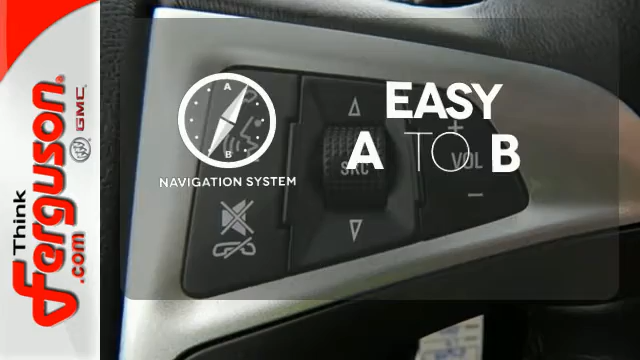 Think
Ferguson
.com
GMC
A
B
NAVIGATION SYSTEM
EASY
A TO B
SRC
+
VOL
-